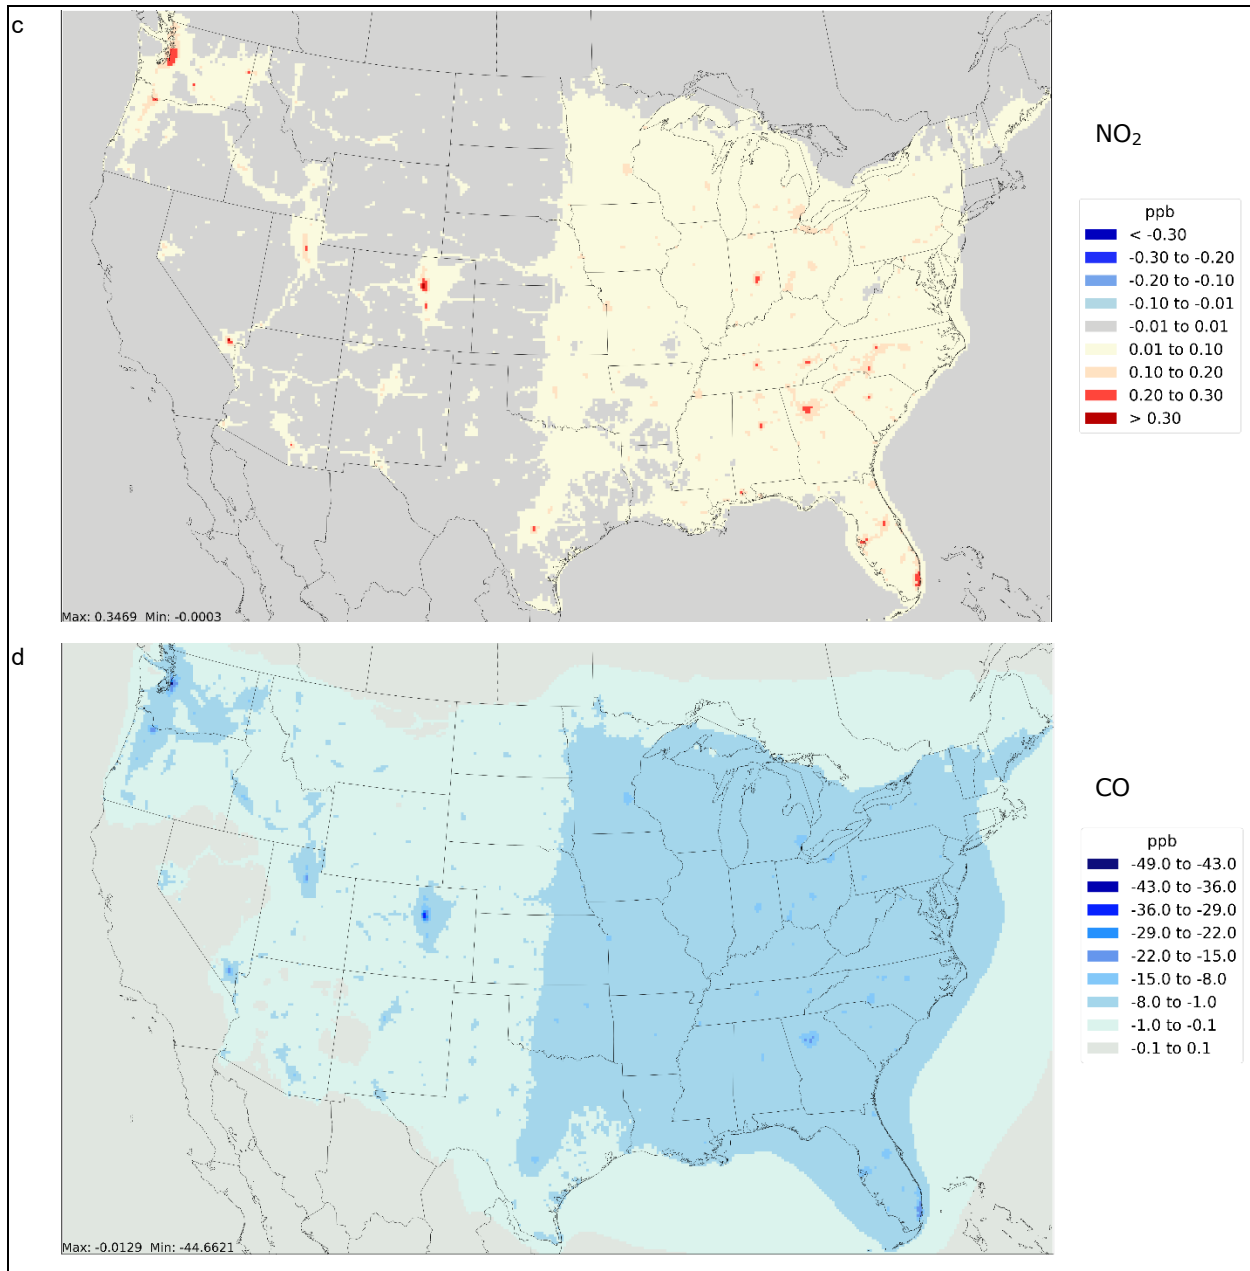 c
NO₂
ppb
< -0.30
-0.30 to -0.20
-0.20 to -0.10
-0.10 to -0.01
-0.01 to 0.01
0.01 to 0.10
0.10 to 0.20
0.20 to 0.30
> 0.30
Max: 0.3469 Min: -0.0003
d
CO
ppb
-49.0 to -43.0
-43.0 to -36.0
-36.0 to -29.0
-29.0 to -22.0
-22.0 to -15.0
-15.0 to -8.0
-8.0 to -1.0
-1.0 to -0.1
-0.1 to 0.1
Max: -0.0129 Min: -44.6621